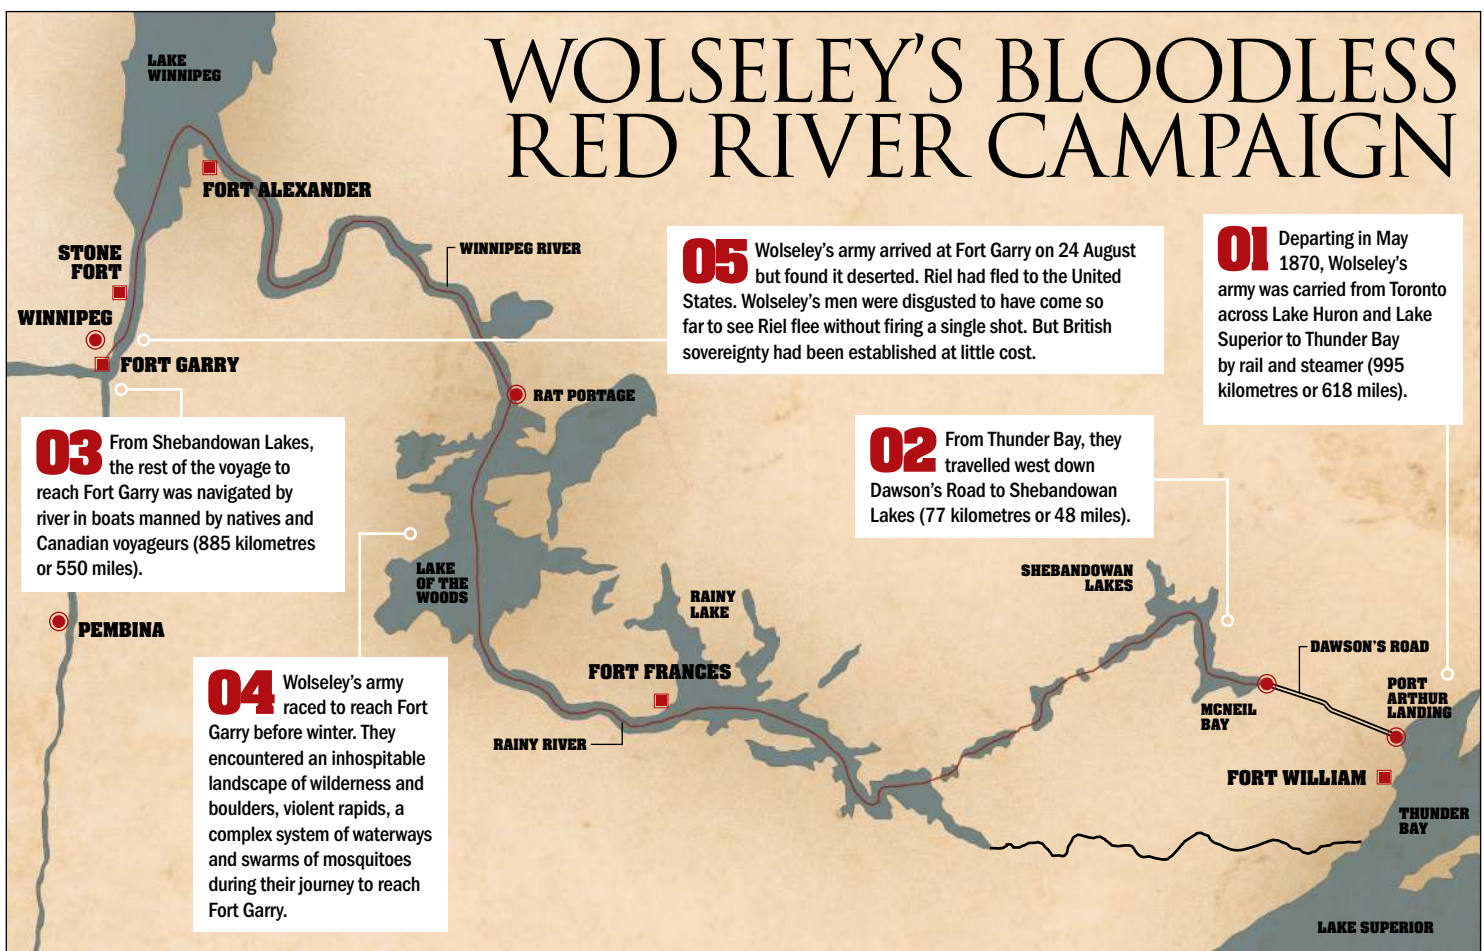 WOLSELEY'S BLOODLESS
RED RIVER CAMPAIGN
LAKE
WINNIPEG
FORT ALEXANDER
STONE
FORT
WINNIPEG
FORT GARRY
WINNIPEG RIVER
RAT PORTAGE
05 Wolseley's army arrived at Fort Garry on 24 August
but found it deserted. Riel had fled to the United
States. Wolseley's men were disgusted to have come so
far to see Riel flee without firing a single shot. But British
sovereignty had been established at little cost.
01 Departing in May
1870, Wolseley's
army was carried from Toronto
across Lake Huron and Lake
Superior to Thunder Bay
by rail and steamer (995
kilometres or 618 miles).
03 From Shebandowan Lakes,
the rest of the voyage to
reach Fort Garry was navigated by
river in boats manned by natives and
Canadian voyageurs (885 kilometres
or 550 miles).
02 From Thunder Bay, they
travelled west down
Dawson's Road to Shebandowan
Lakes (77 kilometres or 48 miles).
LAKE
OF THE
WOODS
RAINY
LAKE
SHEBANDOWAN
LAKES
PEMBINA
FORT FRANCES
DAWSON'S ROAD
04 Wolseley's army
raced to reach Fort
Garry before winter. They
encountered an inhospitable
landscape of wilderness and
boulders, violent rapids, a
complex system of waterways
and swarms of mosquitoes
during their journey to reach
Fort Garry.
RAINY RIVER
MCNEIL
BAY
PORT
ARTHUR
LANDING
FORT WILLIAM
THUNDER
BAY
LAKE SUPERIOR